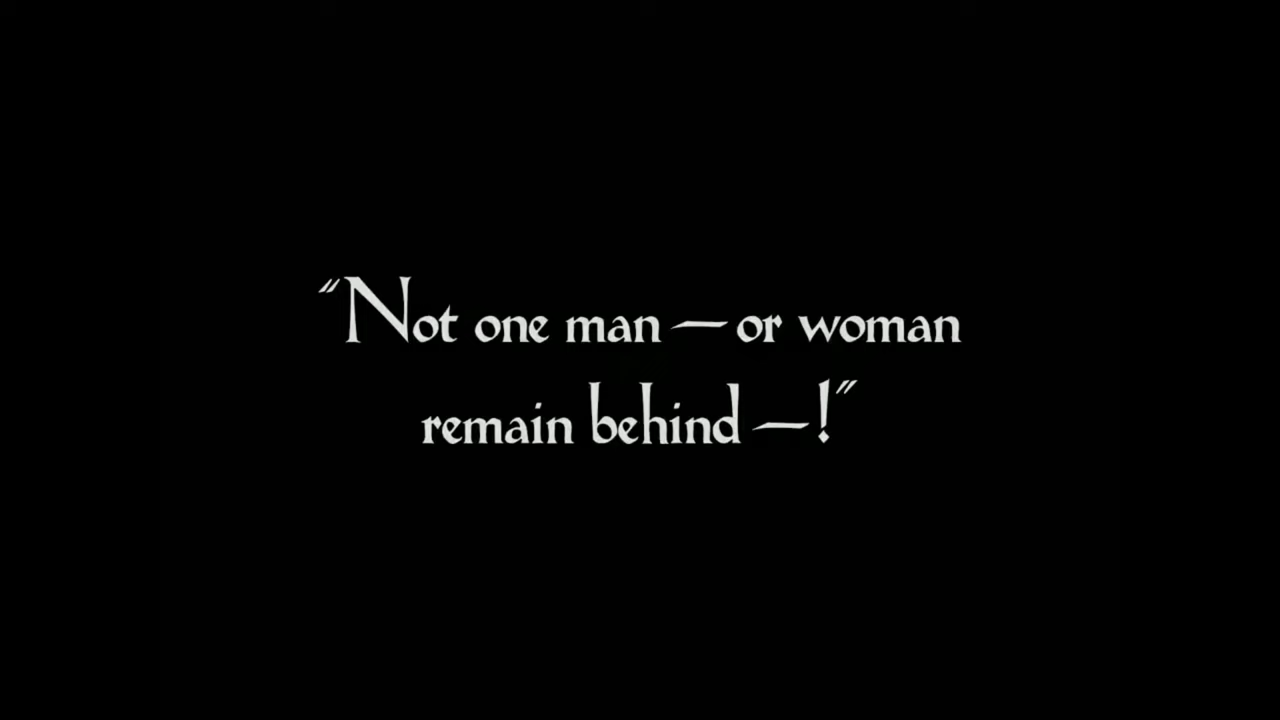 “Not one man — or woman
remain behind — !”